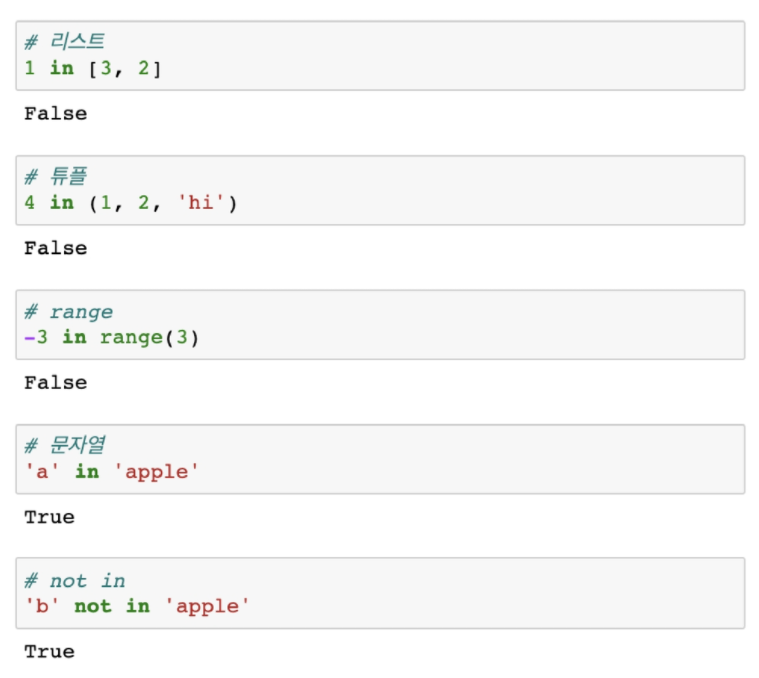 # 리스트
1 in [3, 2]
False
# 튜플
4 in (1, 2, 'hi')
False
# range
-3 in range(3)
False
# 문자열
'a' in 'apple'
True
# not in
'b' not in 'apple'
True